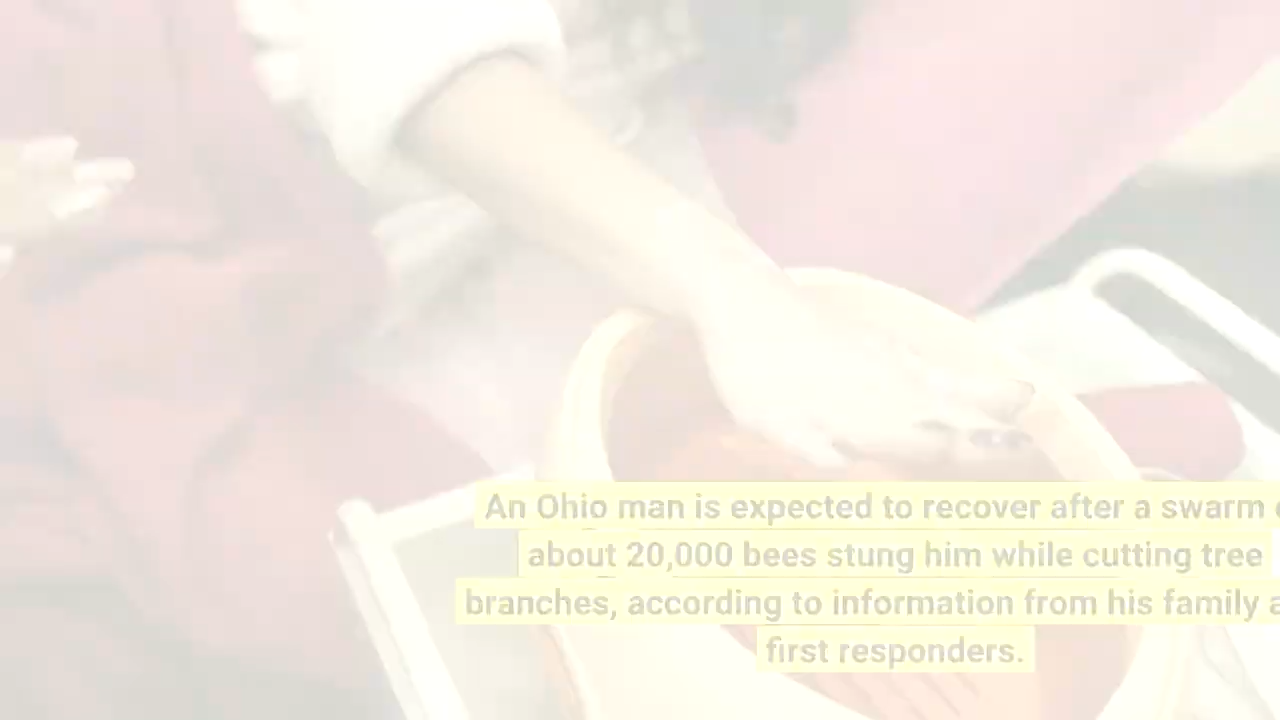 An Ohio man is expected to recover after a swarm
about 20,000 bees stung him while cutting tree
branches, according to information from his family
first responders.